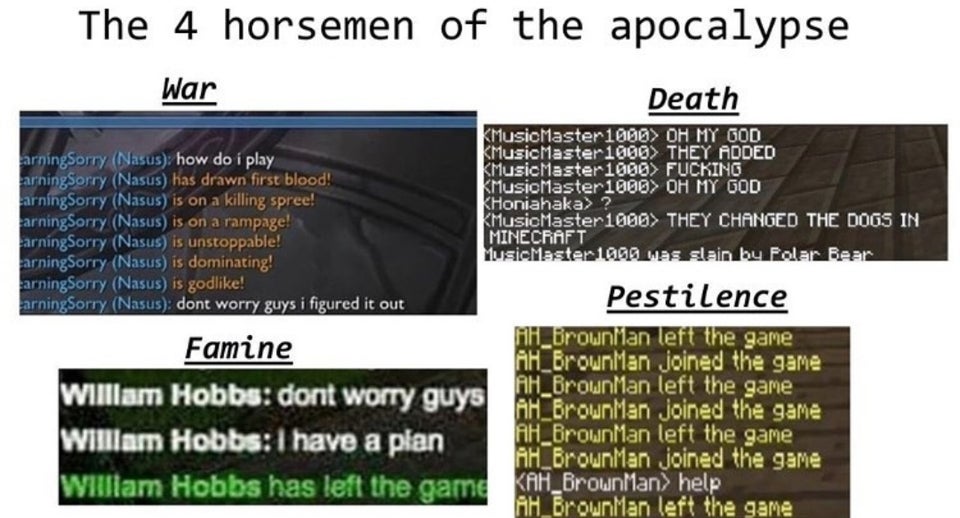 The 4 horsemen of the apocalypse
War
earningSorry (Nasus): how do i play
earningSorry (Nasus) has drawn first blood!
earningSorry (Nasus) is on a killing spree!
earningSorry (Nasus) is on a rampage!
earningSorry (Nasus) is unstoppable!
earningSorry (Nasus) is dominating!
earningSorry (Nasus) is godlike!
earningSorry (Nasus): dont worry guys i figured it out
Death
<MusicMaster1000> OH MY GOD
<MusicMaster1000> THEY ADDED
<MusicMaster1000> FUCKING
<MusicMaster1000> OH MY GOD
<Honiahaka> ?
<MusicMaster1000> THEY CHANGED THE DOGS IN
MINECRAFT
MusicMaster1000 was slain by Polar Bear
Famine
William Hobbs: dont worry guys
William Hobbs: I have a plan
William Hobbs has left the game
Pestilence
AH_BrownMan left the game
AH_BrownMan joined the game
AH_BrownMan left the game
AH_BrownMan joined the game
AH_BrownMan left the game
AH_BrownMan joined the game
<AH_BrownMan> help
AH_BrownMan left the game